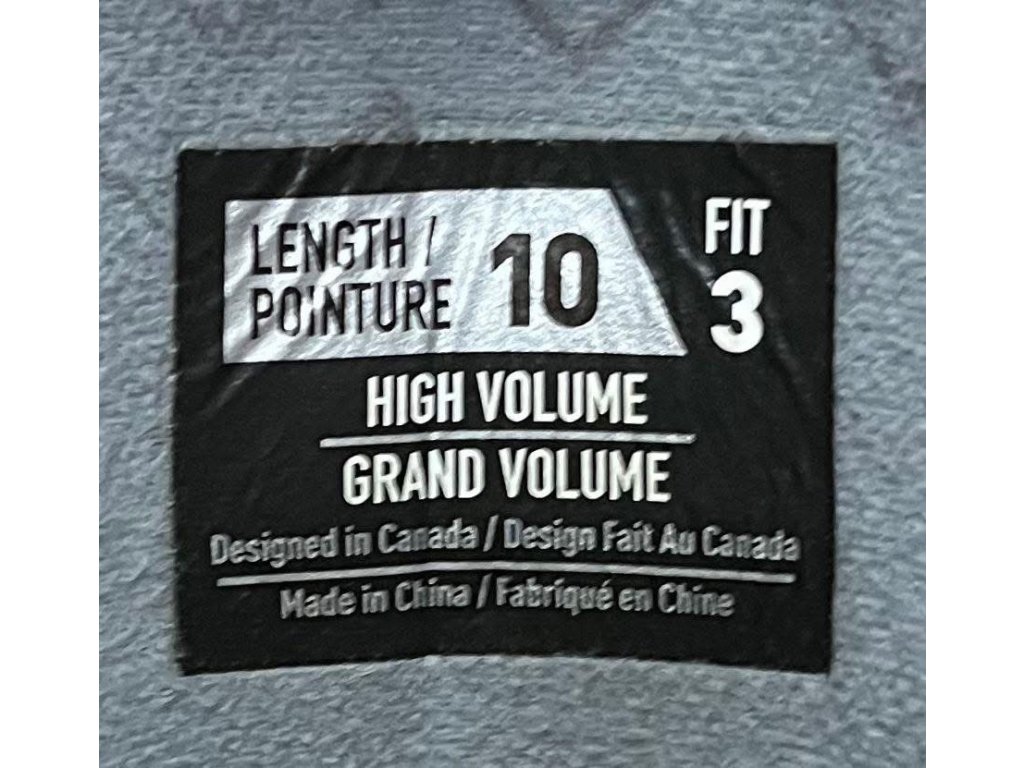 LENGTH / 10 FIT
POINTURE 3
HIGH VOLUME
GRAND VOLUME
Designed in Canada / Design Fait Au Canada
Made in China / Fabriqué en Chine